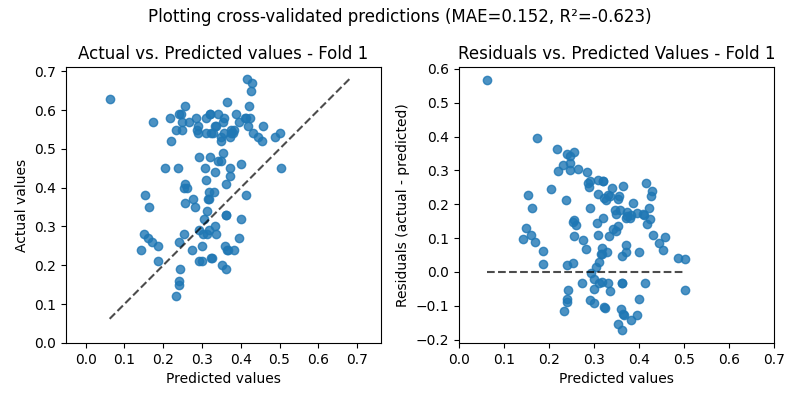 Plotting cross-validated predictions (MAE=0.152, R²=-0.623)
Actual vs. Predicted values - Fold 1
Actual values
0.7
0.6
0.5
0.4
0.3
0.2
0.1
0.0
0.0 0.1 0.2 0.3 0.4 0.5 0.6 0.7
Predicted values
Residuals vs. Predicted Values - Fold 1
Residuals (actual - predicted)
0.6
0.5
0.4
0.3
0.2
0.1
0.0
−0.1
−0.2
0.0 0.1 0.2 0.3 0.4 0.5 0.6 0.7
Predicted values